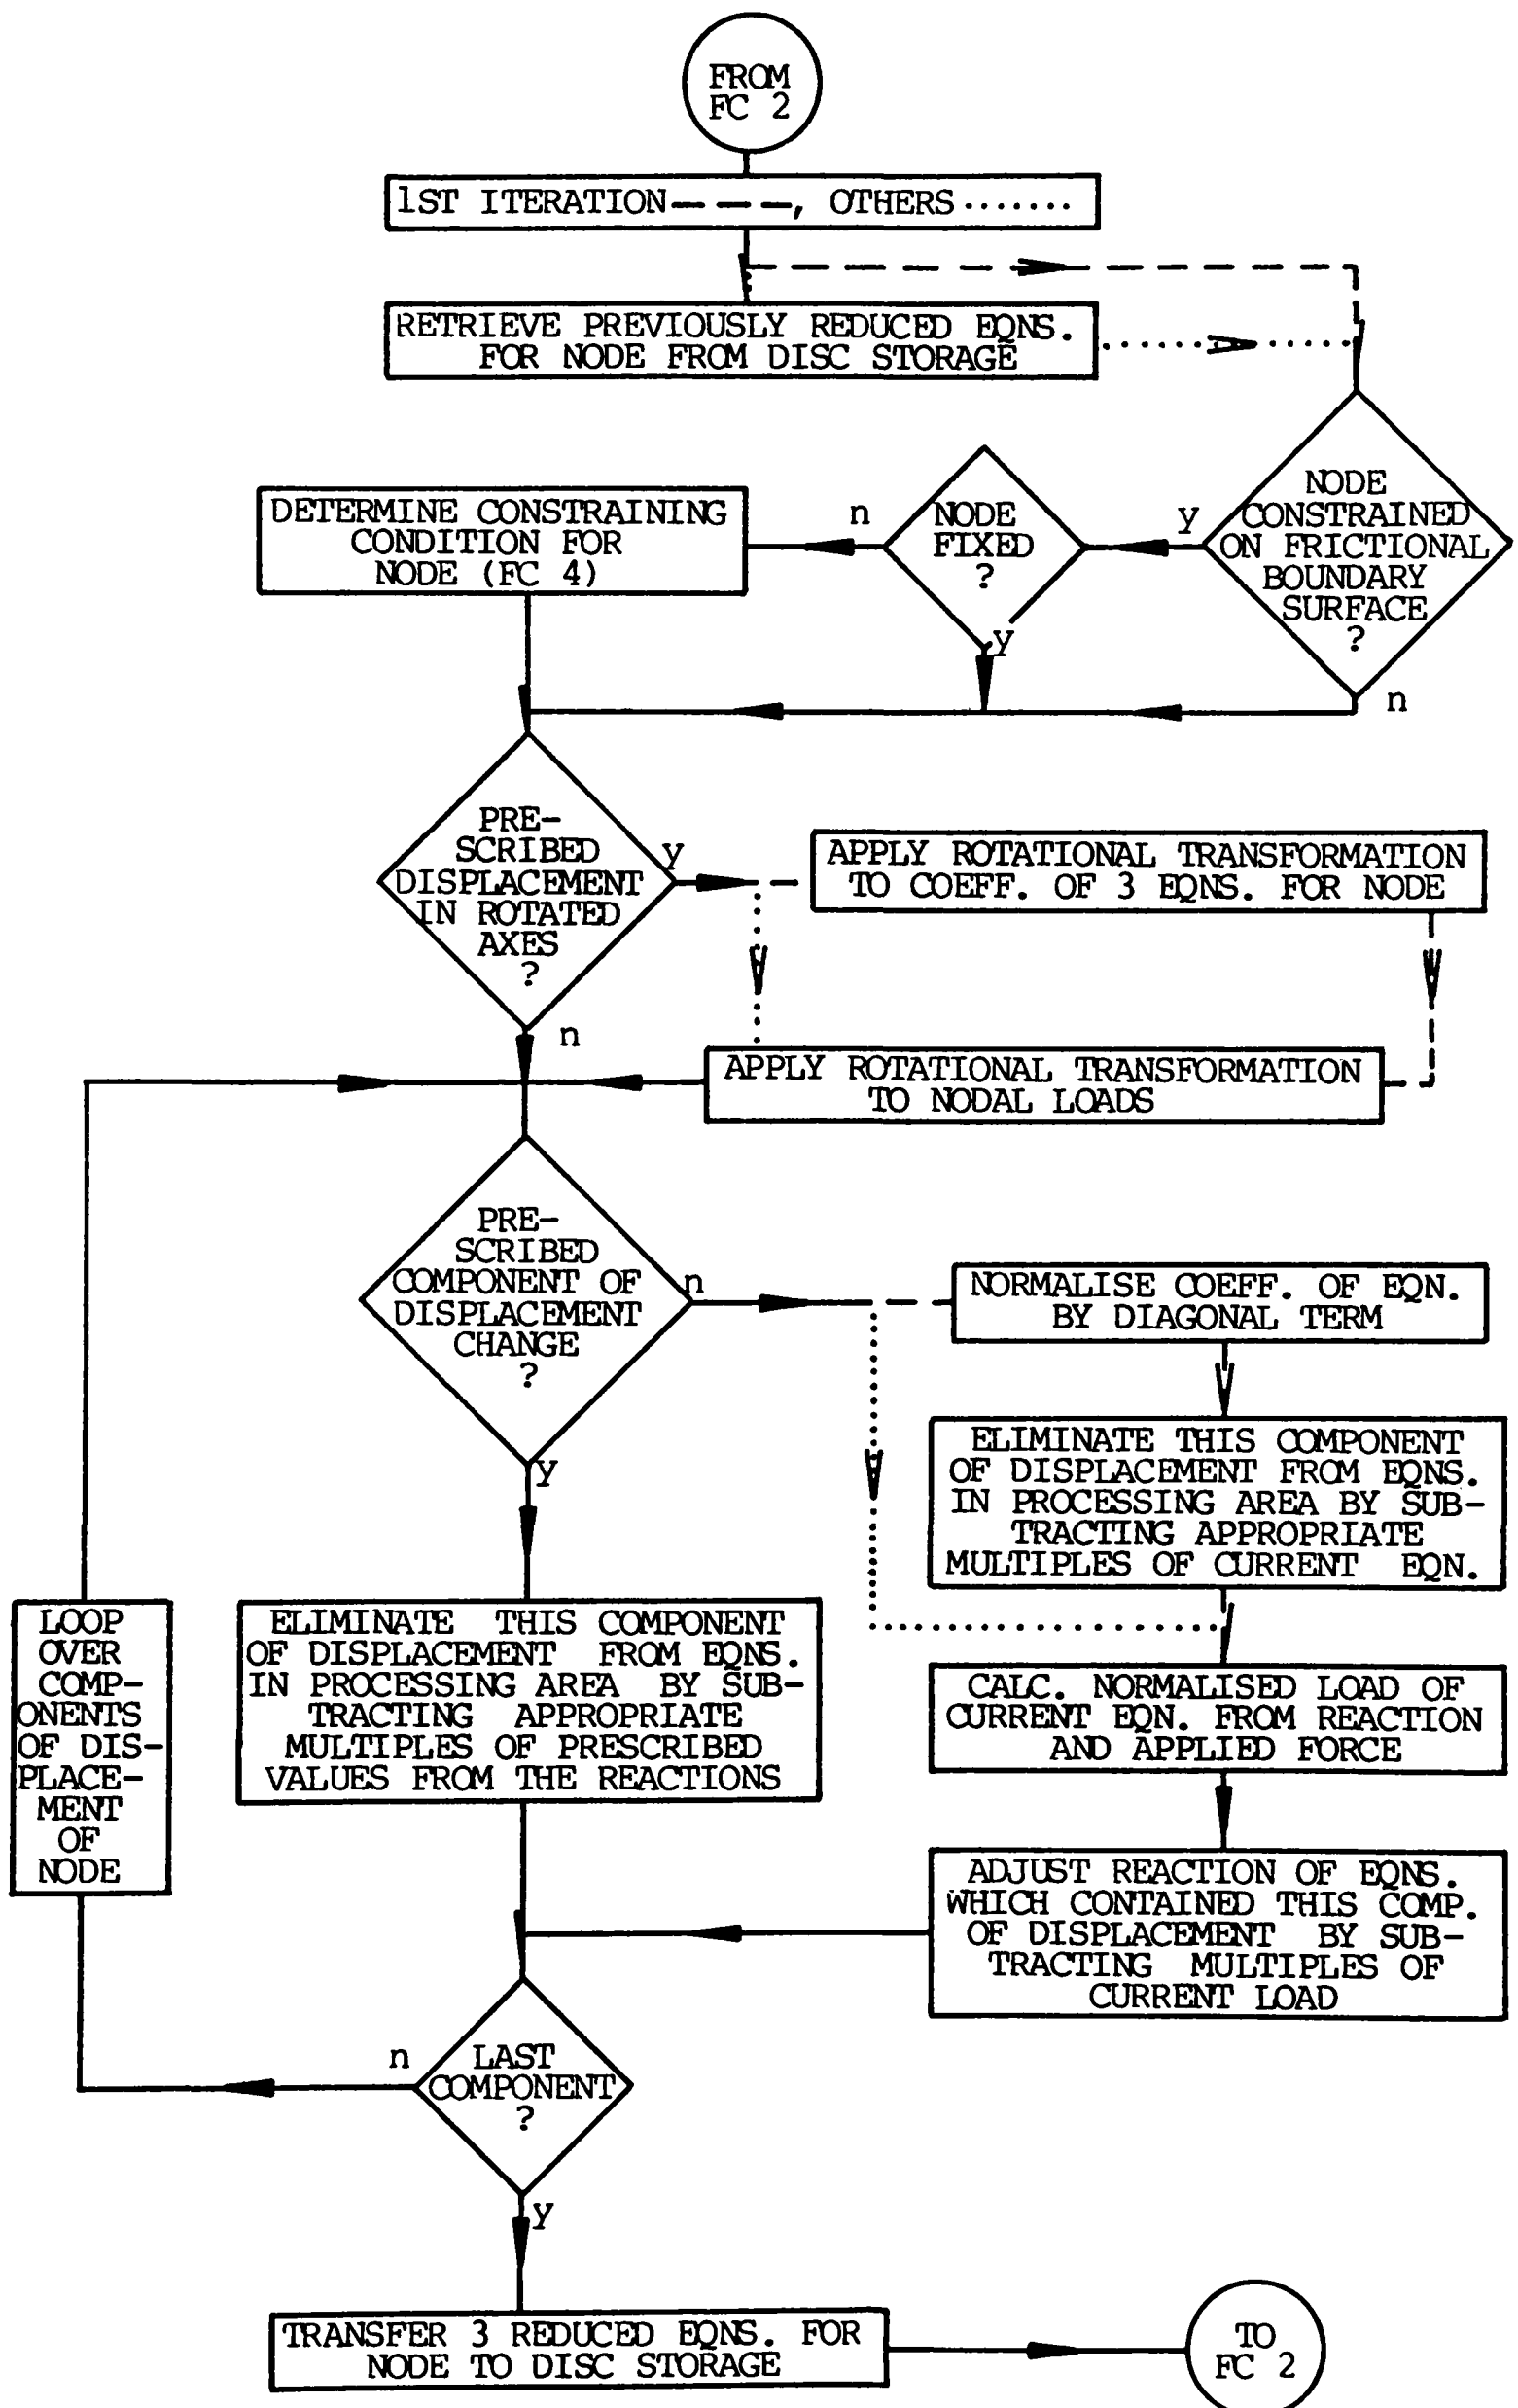 FROM
FC 2
1ST ITERATION— — —, OTHERS.......
RETRIEVE PREVIOUSLY REDUCED EQNS.
FOR NODE FROM DISC STORAGE
NODE
CONSTRAINED
ON FRICTIONAL
BOUNDARY
SURFACE
?
y
n
NODE
FIXED
?
n
y
DETERMINE CONSTRAINING
CONDITION FOR
NODE (FC 4)
PRE-
SCRIBED
DISPLACEMENT
IN ROTATED
AXES
?
y
n
APPLY ROTATIONAL TRANSFORMATION
TO COEFF. OF 3 EQNS. FOR NODE
APPLY ROTATIONAL TRANSFORMATION
TO NODAL LOADS
PRE-
SCRIBED
COMPONENT OF
DISPLACEMENT
CHANGE
?
n
y
NORMALISE COEFF. OF EQN.
BY DIAGONAL TERM
ELIMINATE THIS COMPONENT
OF DISPLACEMENT FROM EQNS.
IN PROCESSING AREA BY SUB-
TRACTING APPROPRIATE
MULTIPLES OF CURRENT EQN.
LOOP
OVER
COMP-
ONENTS
OF DIS-
PLACE-
MENT
OF
NODE
ELIMINATE THIS COMPONENT
OF DISPLACEMENT FROM EQNS.
IN PROCESSING AREA BY SUB-
TRACTING APPROPRIATE
MULTIPLES OF PRESCRIBED
VALUES FROM THE REACTIONS
CALC. NORMALISED LOAD OF
CURRENT EQN. FROM REACTION
AND APPLIED FORCE
ADJUST REACTION OF EQNS.
WHICH CONTAINED THIS COMP.
OF DISPLACEMENT BY SUB-
TRACTING MULTIPLES OF
CURRENT LOAD
LAST
COMPONENT
?
n
y
TRANSFER 3 REDUCED EQNS. FOR
NODE TO DISC STORAGE
TO
FC 2